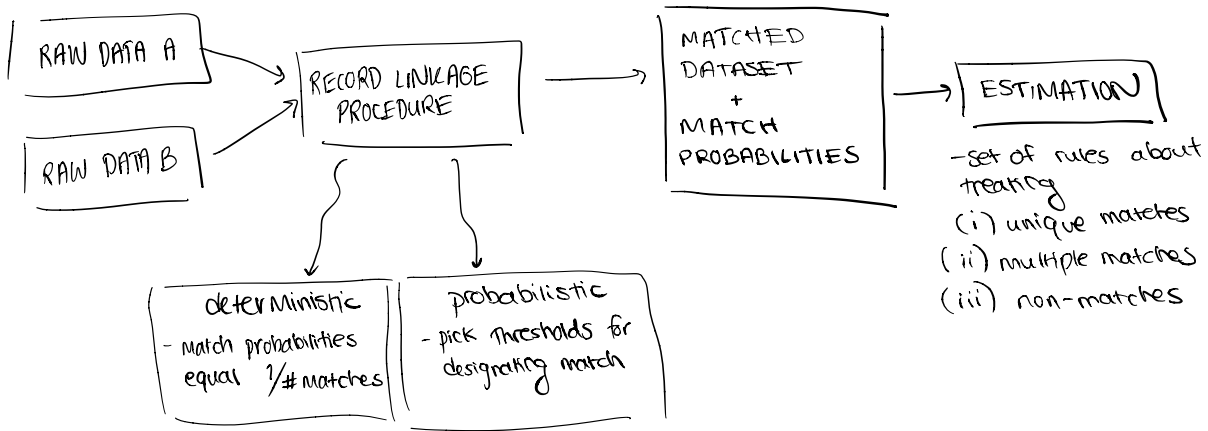 RAW DATA A
RAW DATA B
RECORD LINKAGE
PROCEDURE
MATCHED
DATASET
+
MATCH
PROBABILITIES
ESTIMATION
-set of rules about
treating
(i) unique matches
(ii) multiple matches
(iii) non-matches
deterministic
- Match probabilities
equal 1/# matches
probabilistic
- pick thresholds for
designating match